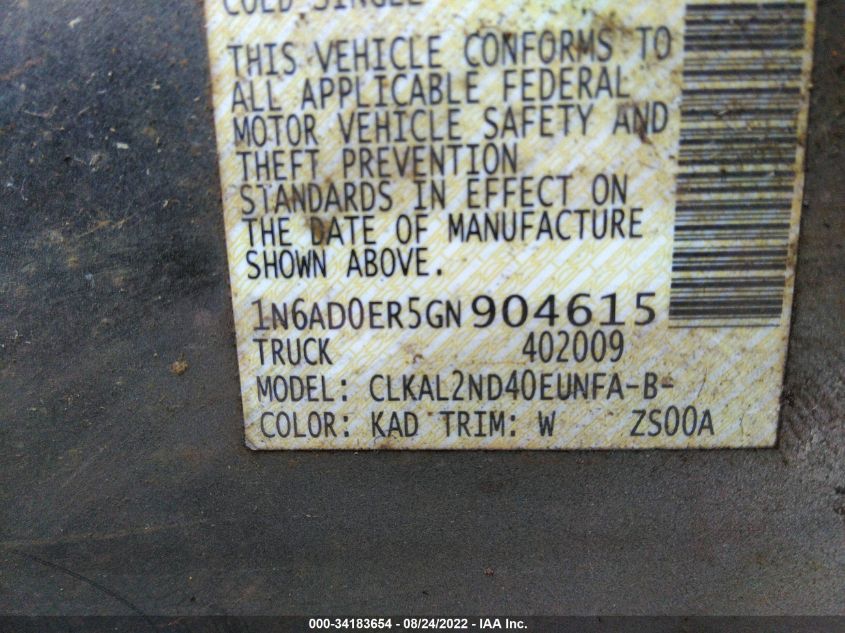 COLD SINGLE
THIS VEHICLE CONFORMS TO
ALL APPLICABLE FEDERAL
MOTOR VEHICLE SAFETY AND
THEFT PREVENTION
STANDARDS IN EFFECT ON
THE DATE OF MANUFACTURE
SHOWN ABOVE.
1N6AD0ER5GN904615
TRUCK 402009
MODEL: CLKAL2ND40EUNFA-B-
COLOR: KAD TRIM: W ZS00A
000-34183654 - 08/24/2022 - IAA Inc.